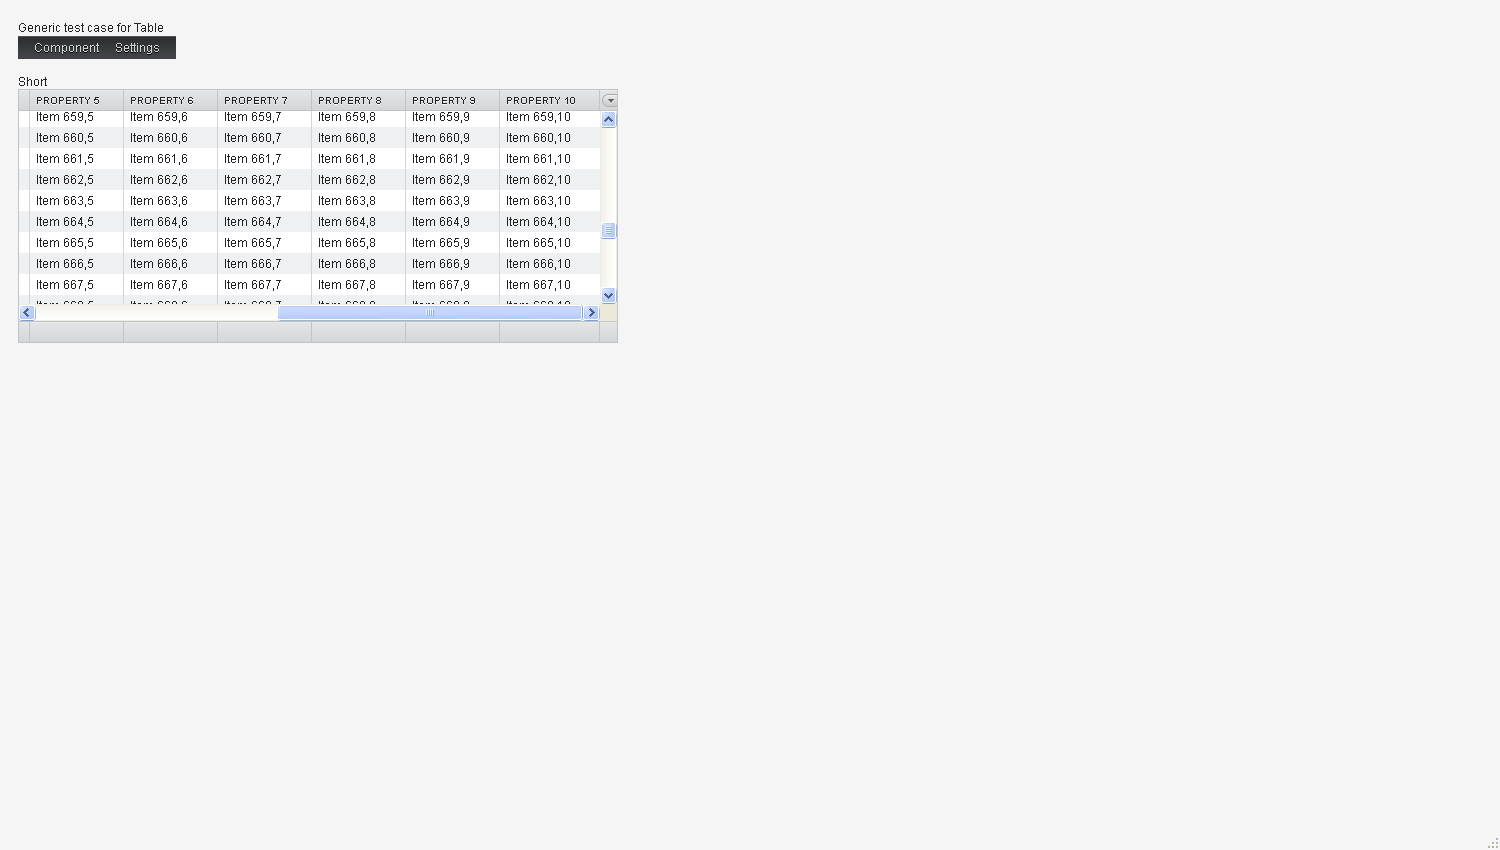 Generic test case for Table
Component Settings
Short
PROPERTY 5 PROPERTY 6 PROPERTY 7 PROPERTY 8 PROPERTY 9 PROPERTY 10
Item 659,5 Item 659,6 Item 659,7 Item 659,8 Item 659,9 Item 659,10
Item 660,5 Item 660,6 Item 660,7 Item 660,8 Item 660,9 Item 660,10
Item 661,5 Item 661,6 Item 661,7 Item 661,8 Item 661,9 Item 661,10
Item 662,5 Item 662,6 Item 662,7 Item 662,8 Item 662,9 Item 662,10
Item 663,5 Item 663,6 Item 663,7 Item 663,8 Item 663,9 Item 663,10
Item 664,5 Item 664,6 Item 664,7 Item 664,8 Item 664,9 Item 664,10
Item 665,5 Item 665,6 Item 665,7 Item 665,8 Item 665,9 Item 665,10
Item 666,5 Item 666,6 Item 666,7 Item 666,8 Item 666,9 Item 666,10
Item 667,5 Item 667,6 Item 667,7 Item 667,8 Item 667,9 Item 667,10